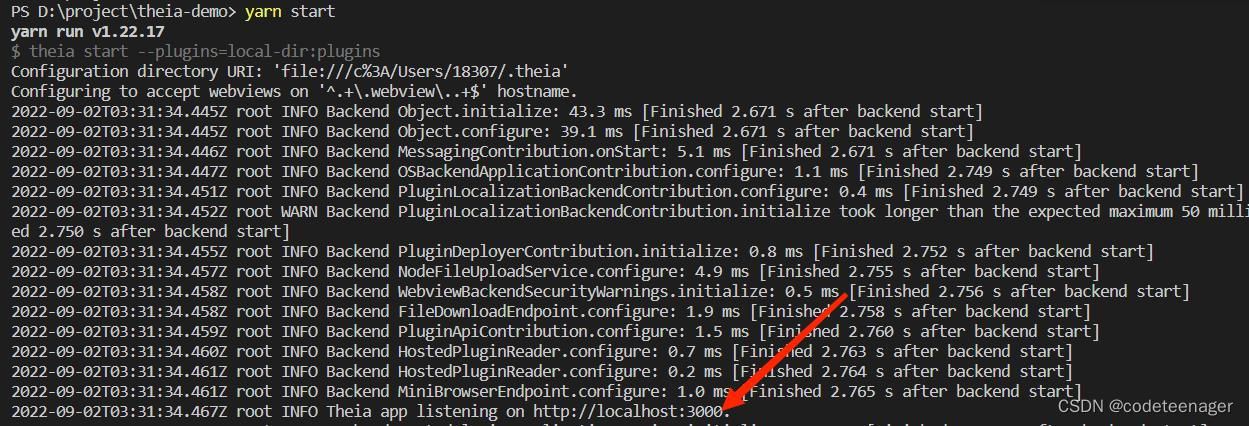 PS D:\project\theia-demo> yarn start
yarn run v1.22.17
$ theia start --plugins=local-dir:plugins
Configuration directory URI: 'file:///c%3A/Users/18307/.theia'
Configuring to accept webviews on '^.+\.webview\..+$' hostname.
2022-09-02T03:31:34.445Z root INFO Backend Object.initialize: 43.3 ms [Finished 2.671 s after backend start]
2022-09-02T03:31:34.445Z root INFO Backend Object.configure: 39.1 ms [Finished 2.671 s after backend start]
2022-09-02T03:31:34.446Z root INFO Backend MessagingContribution.onStart: 5.1 ms [Finished 2.671 s after backend start]
2022-09-02T03:31:34.447Z root INFO Backend OSBackendApplicationContribution.configure: 1.1 ms [Finished 2.749 s after backend start]
2022-09-02T03:31:34.451Z root INFO Backend PluginLocalizationBackendContribution.configure: 0.4 ms [Finished 2.749 s after backend start]
2022-09-02T03:31:34.452Z root WARN Backend PluginLocalizationBackendContribution.initialize took longer than the expected maximum 50 milli
ed 2.750 s after backend start]
2022-09-02T03:31:34.455Z root INFO Backend PluginDeployerContribution.initialize: 0.8 ms [Finished 2.752 s after backend start]
2022-09-02T03:31:34.457Z root INFO Backend NodeFileUploadService.configure: 4.9 ms [Finished 2.755 s after backend start]
2022-09-02T03:31:34.458Z root INFO Backend WebviewBackendSecurityWarnings.initialize: 0.5 ms [Finished 2.756 s after backend start]
2022-09-02T03:31:34.458Z root INFO Backend FileDownloadEndpoint.configure: 1.9 ms [Finished 2.758 s after backend start]
2022-09-02T03:31:34.459Z root INFO Backend PluginApiContribution.configure: 1.5 ms [Finished 2.760 s after backend start]
2022-09-02T03:31:34.460Z root INFO Backend HostedPluginReader.configure: 0.7 ms [Finished 2.763 s after backend start]
2022-09-02T03:31:34.461Z root INFO Backend HostedPluginReader.configure: 0.2 ms [Finished 2.764 s after backend start]
2022-09-02T03:31:34.461Z root INFO Backend MiniBrowserEndpoint.configure: 1.0 ms [Finished 2.765 s after backend start]
2022-09-02T03:31:34.467Z root INFO Theia app listening on http://localhost:3000.
CSDN @codeteenager